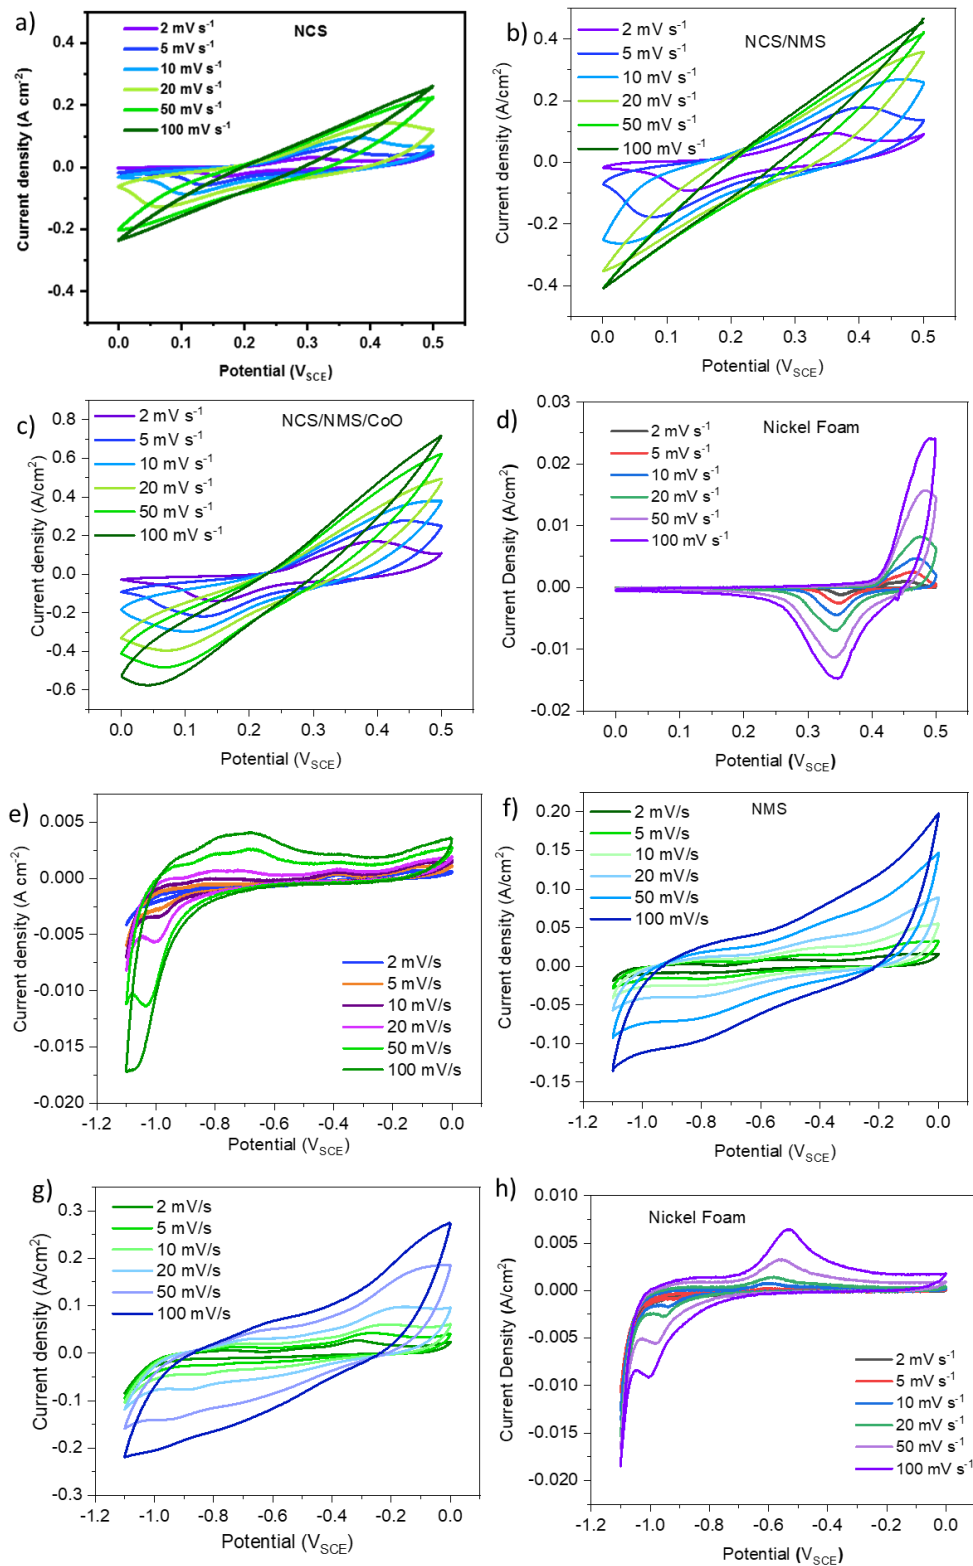 a)
NCS
2 mV s⁻¹
5 mV s⁻¹
10 mV s⁻¹
20 mV s⁻¹
50 mV s⁻¹
100 mV s⁻¹
0.4
0.2
0.0
-0.2
-0.4
Current density (A cm⁻²)
0.0 0.1 0.2 0.3 0.4 0.5
Potential (V_SCE)
b)
NCS/NMS
2 mV s⁻¹
5 mV s⁻¹
10 mV s⁻¹
20 mV s⁻¹
50 mV s⁻¹
100 mV s⁻¹
0.4
0.2
0.0
-0.2
-0.4
Current density (A/cm²)
0.0 0.1 0.2 0.3 0.4 0.5
Potential (V_SCE)
c)
NCS/NMS/CoO
2 mV s⁻¹
5 mV s⁻¹
10 mV s⁻¹
20 mV s⁻¹
50 mV s⁻¹
100 mV s⁻¹
0.8
0.6
0.4
0.2
0.0
-0.2
-0.4
-0.6
Current density (A/cm²)
0.0 0.1 0.2 0.3 0.4 0.5
Potential (V_SCE)
d)
Nickel Foam
2 mV s⁻¹
5 mV s⁻¹
10 mV s⁻¹
20 mV s⁻¹
50 mV s⁻¹
100 mV s⁻¹
0.03
0.02
0.01
0.00
-0.01
-0.02
Current Density (A/cm²)
0.0 0.1 0.2 0.3 0.4 0.5
Potential (V_SCE)
e)
0.005
0.000
-0.005
-0.010
-0.015
-0.020
Current density (A cm⁻²)
2 mV/s
5 mV/s
10 mV/s
20 mV/s
50 mV/s
100 mV/s
-1.2 -1.0 -0.8 -0.6 -0.4 -0.2 0.0
Potential (V_SCE)
f)
NMS
2 mV/s
5 mV/s
10 mV/s
20 mV/s
50 mV/s
100 mV/s
0.20
0.15
0.10
0.05
0.00
-0.05
-0.10
-0.15
Current density (A/cm²)
-1.2 -1.0 -0.8 -0.6 -0.4 -0.2 0.0
Potential (V_SCE)
g)
2 mV/s
5 mV/s
10 mV/s
20 mV/s
50 mV/s
100 mV/s
0.3
0.2
0.1
0.0
-0.1
-0.2
-0.3
Current density (A/cm²)
-1.2 -1.0 -0.8 -0.6 -0.4 -0.2 0.0
Potential (V_SCE)
h)
Nickel Foam
0.010
0.005
0.000
-0.005
-0.010
-0.015
-0.020
Current Density (A/cm²)
2 mV s⁻¹
5 mV s⁻¹
10 mV s⁻¹
20 mV s⁻¹
50 mV s⁻¹
100 mV s⁻¹
-1.2 -1.0 -0.8 -0.6 -0.4 -0.2 0.0
Potential (V_SCE)